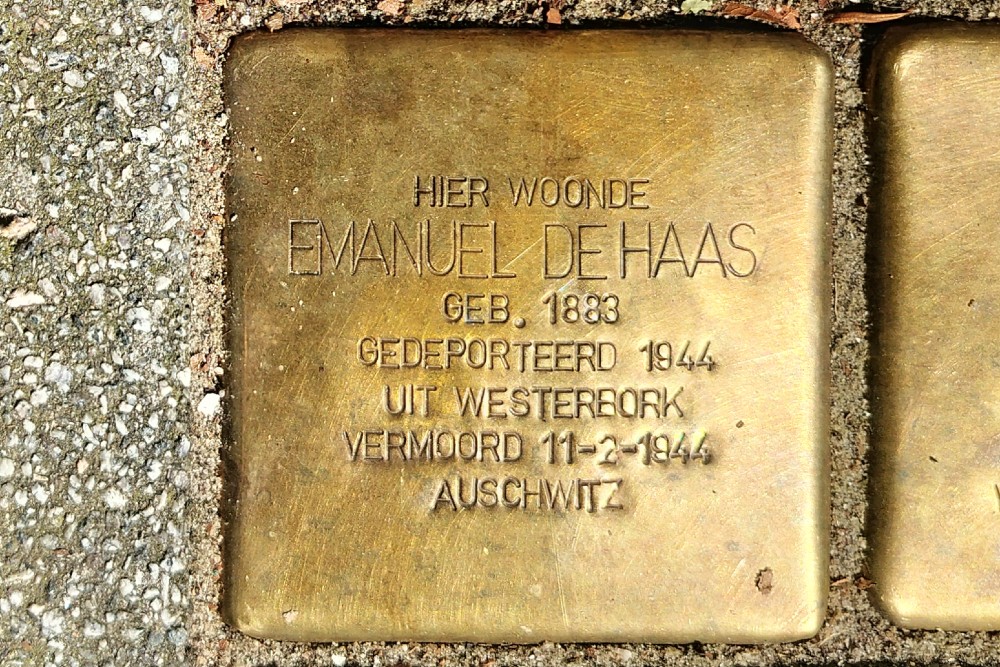 HIER WOONDE
EMANUEL DE HAAS
GEB. 1883
GEDEPORTEERD 1944
UIT WESTERBORK
VERMOORD 11-2-1944
AUSCHWITZ